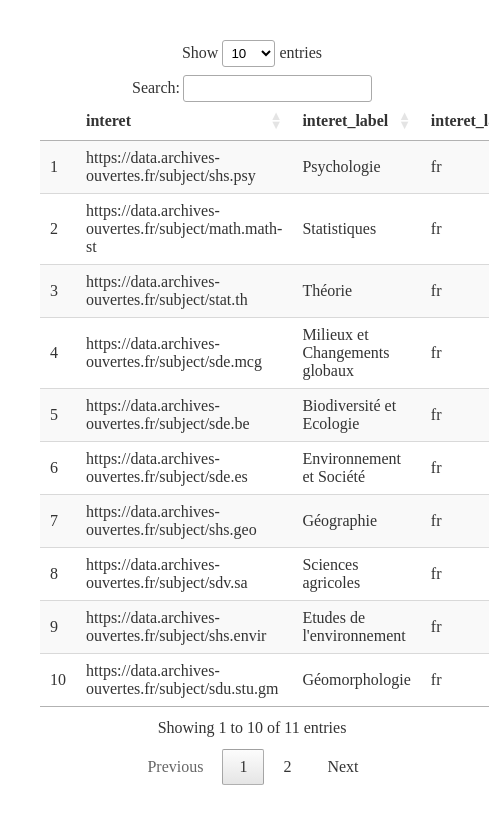 Show 10 entries
Search:
interet interet_label interet_l
1 https://data.archives-ouvertes.fr/subject/shs.psy Psychologie fr
2 https://data.archives-ouvertes.fr/subject/math.math-st Statistiques fr
3 https://data.archives-ouvertes.fr/subject/stat.th Théorie fr
4 https://data.archives-ouvertes.fr/subject/sde.mcg Milieux et Changements globaux fr
5 https://data.archives-ouvertes.fr/subject/sde.be Biodiversité et Ecologie fr
6 https://data.archives-ouvertes.fr/subject/sde.es Environnement et Société fr
7 https://data.archives-ouvertes.fr/subject/shs.geo Géographie fr
8 https://data.archives-ouvertes.fr/subject/sdv.sa Sciences agricoles fr
9 https://data.archives-ouvertes.fr/subject/shs.envir Etudes de l'environnement fr
10 https://data.archives-ouvertes.fr/subject/sdu.stu.gm Géomorphologie fr
Showing 1 to 10 of 11 entries
Previous 1 2 Next